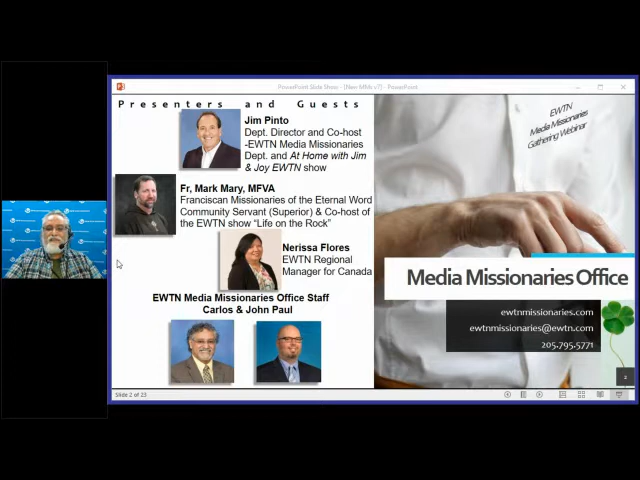 PowerPoint Slide Show - [New MMs v7] - PowerPoint
Presenters and Guests
Jim Pinto
Dept. Director and Co-host
-EWTN Media Missionaries
Dept. and At Home with Jim
& Joy EWTN show
Fr, Mark Mary, MFVA
Franciscan Missionaries of the Eternal Word
Community Servant (Superior) & Co-host of
the EWTN show “Life on the Rock”
Nerissa Flores
EWTN Regional
Manager for Canada
EWTN Media Missionaries Office Staff
Carlos & John Paul
EWTN
Media Missionaries
Gathering Webinar
Media Missionaries Office
ewtnmissionaries.com
ewtnmissionaries@ewtn.com
205.795.5771
2
Slide 2 of 23